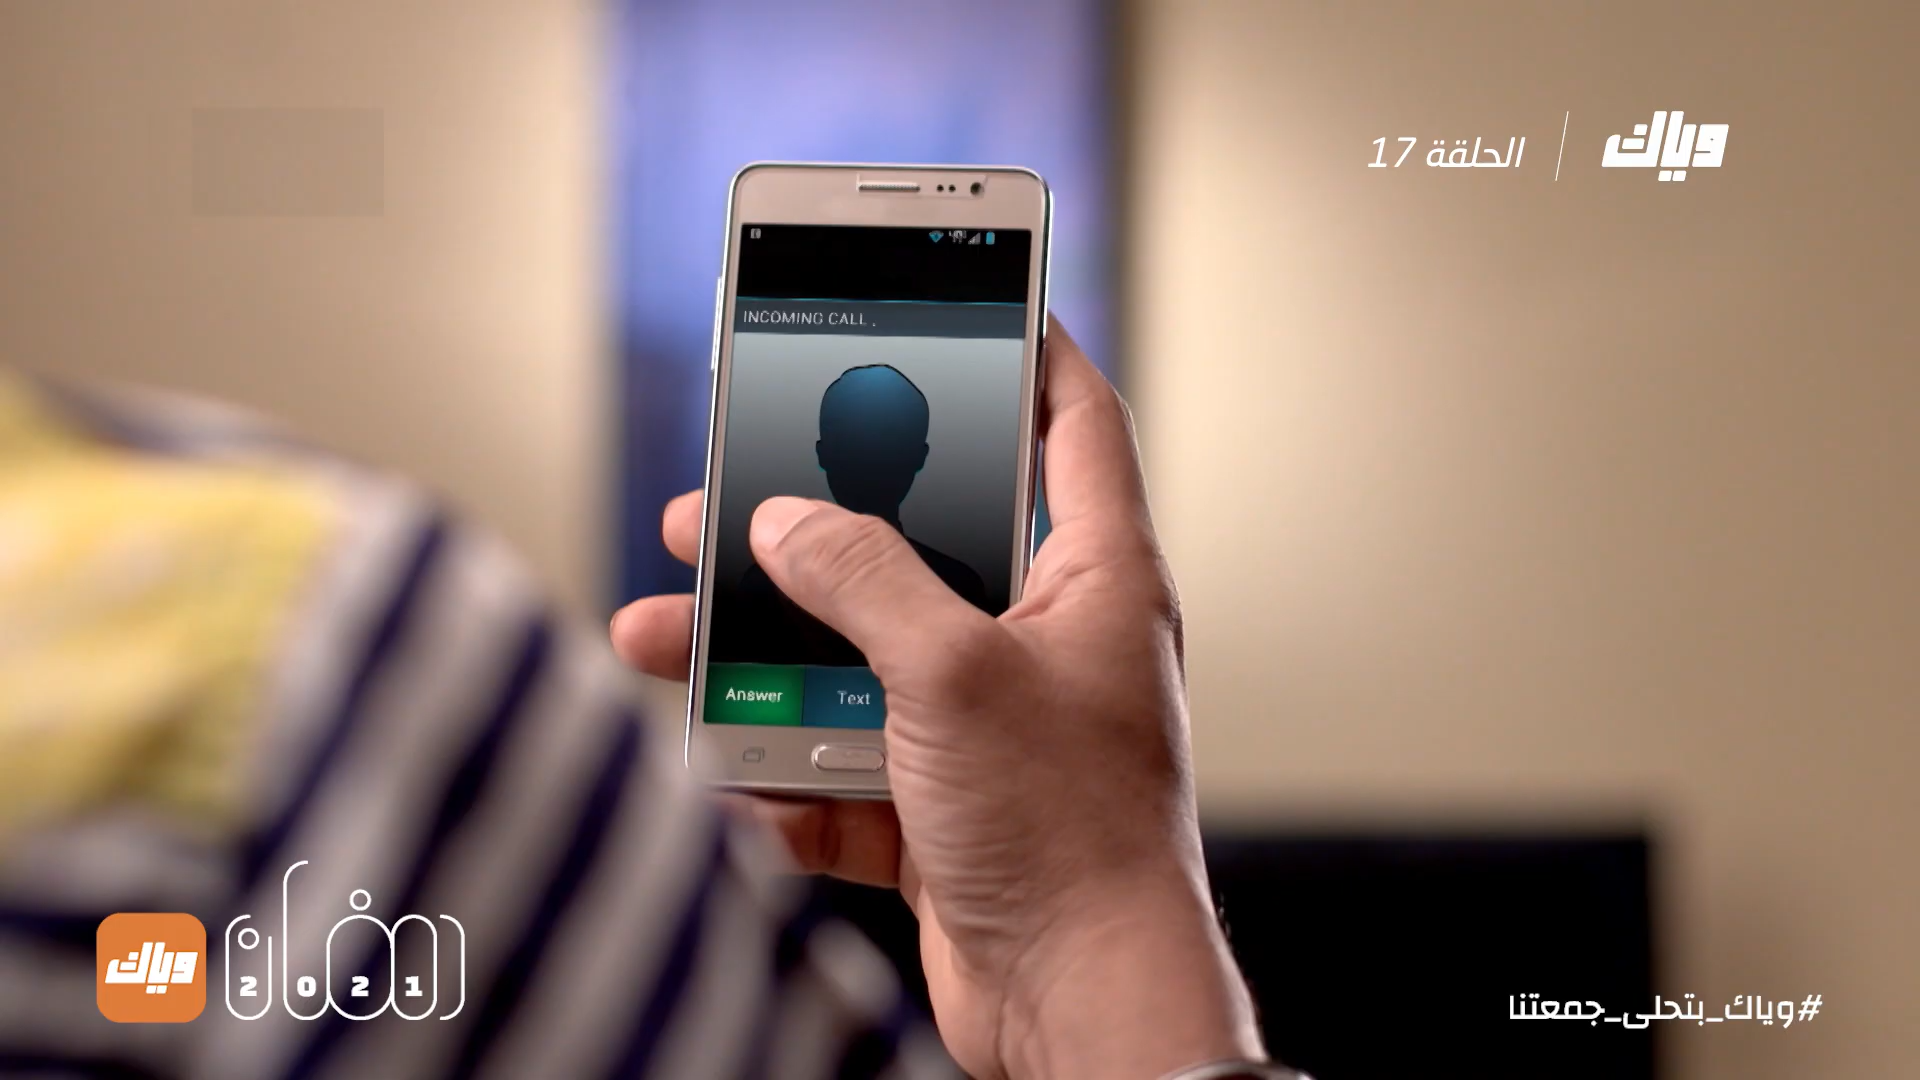 وياك
الحلقة 17
INCOMING CALL .
Answer
Text
وياك
رمضان
2021
#وياك_بتحلى_جمعتنا